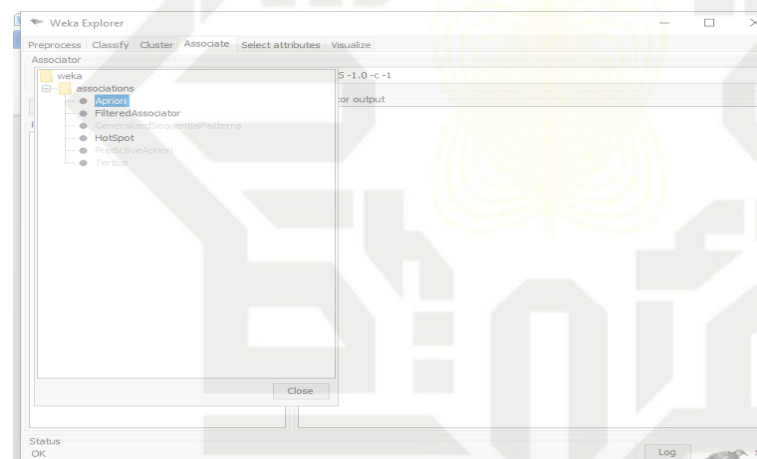 Weka Explorer
Preprocess Classify Cluster Associate Select attributes Visualize
Associator
weka
associations
Apriori
FilteredAssociator
GeneralizedSequentialPatterns
HotSpot
PredictiveApriori
Tertius
S -1.0 -c -1
tor output
Close
Status
OK
Log